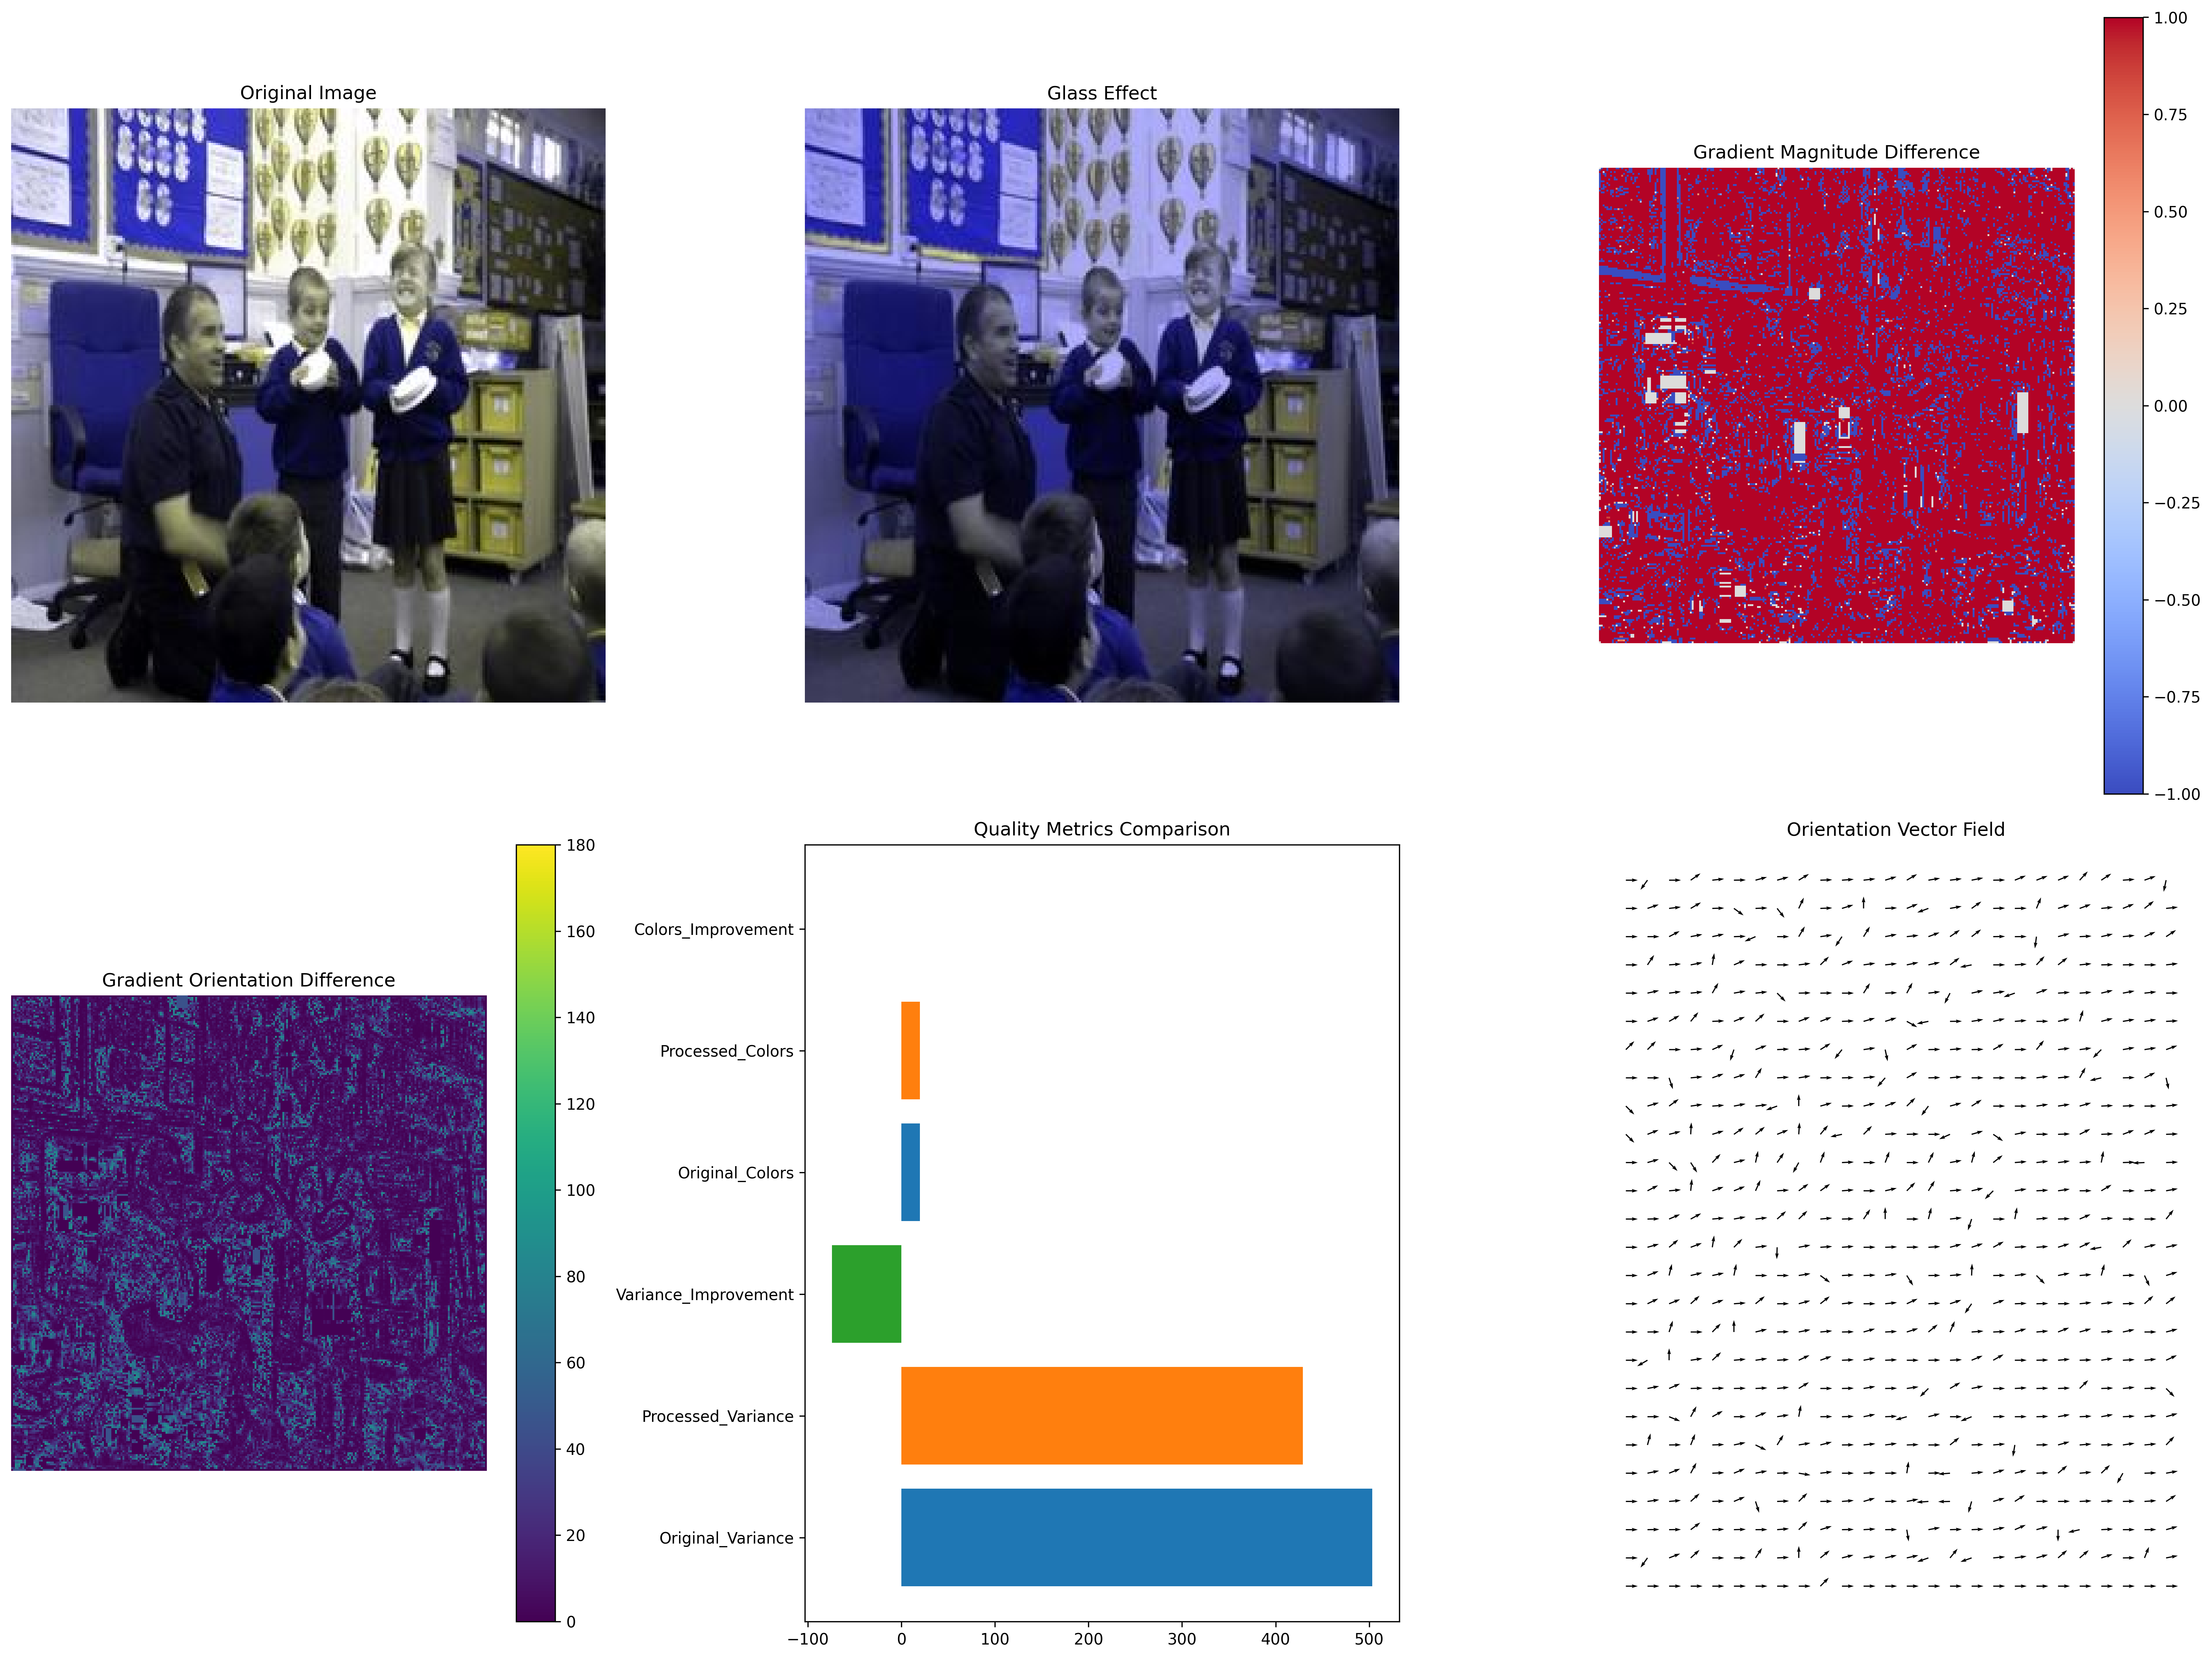 Original Image
Glass Effect
Gradient Magnitude Difference
1.00
0.75
0.50
0.25
0.00
−0.25
−0.50
−0.75
−1.00
Gradient Orientation Difference
180
160
140
120
100
80
60
40
20
0
Quality Metrics Comparison
Colors_Improvement
Processed_Colors
Original_Colors
Variance_Improvement
Processed_Variance
Original_Variance
−100
0
100
200
300
400
500
Orientation Vector Field